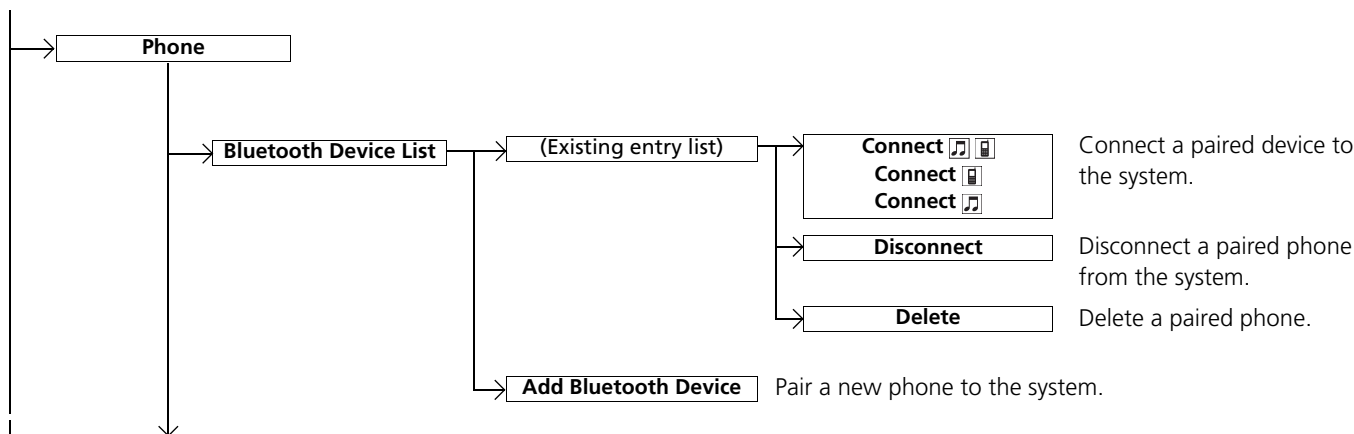 Phone
Bluetooth Device List
(Existing entry list)
Connect
Connect
Connect
Connect a paired device to
the system.
Disconnect
Disconnect a paired phone
from the system.
Delete
Delete a paired phone.
Add Bluetooth Device
Pair a new phone to the system.